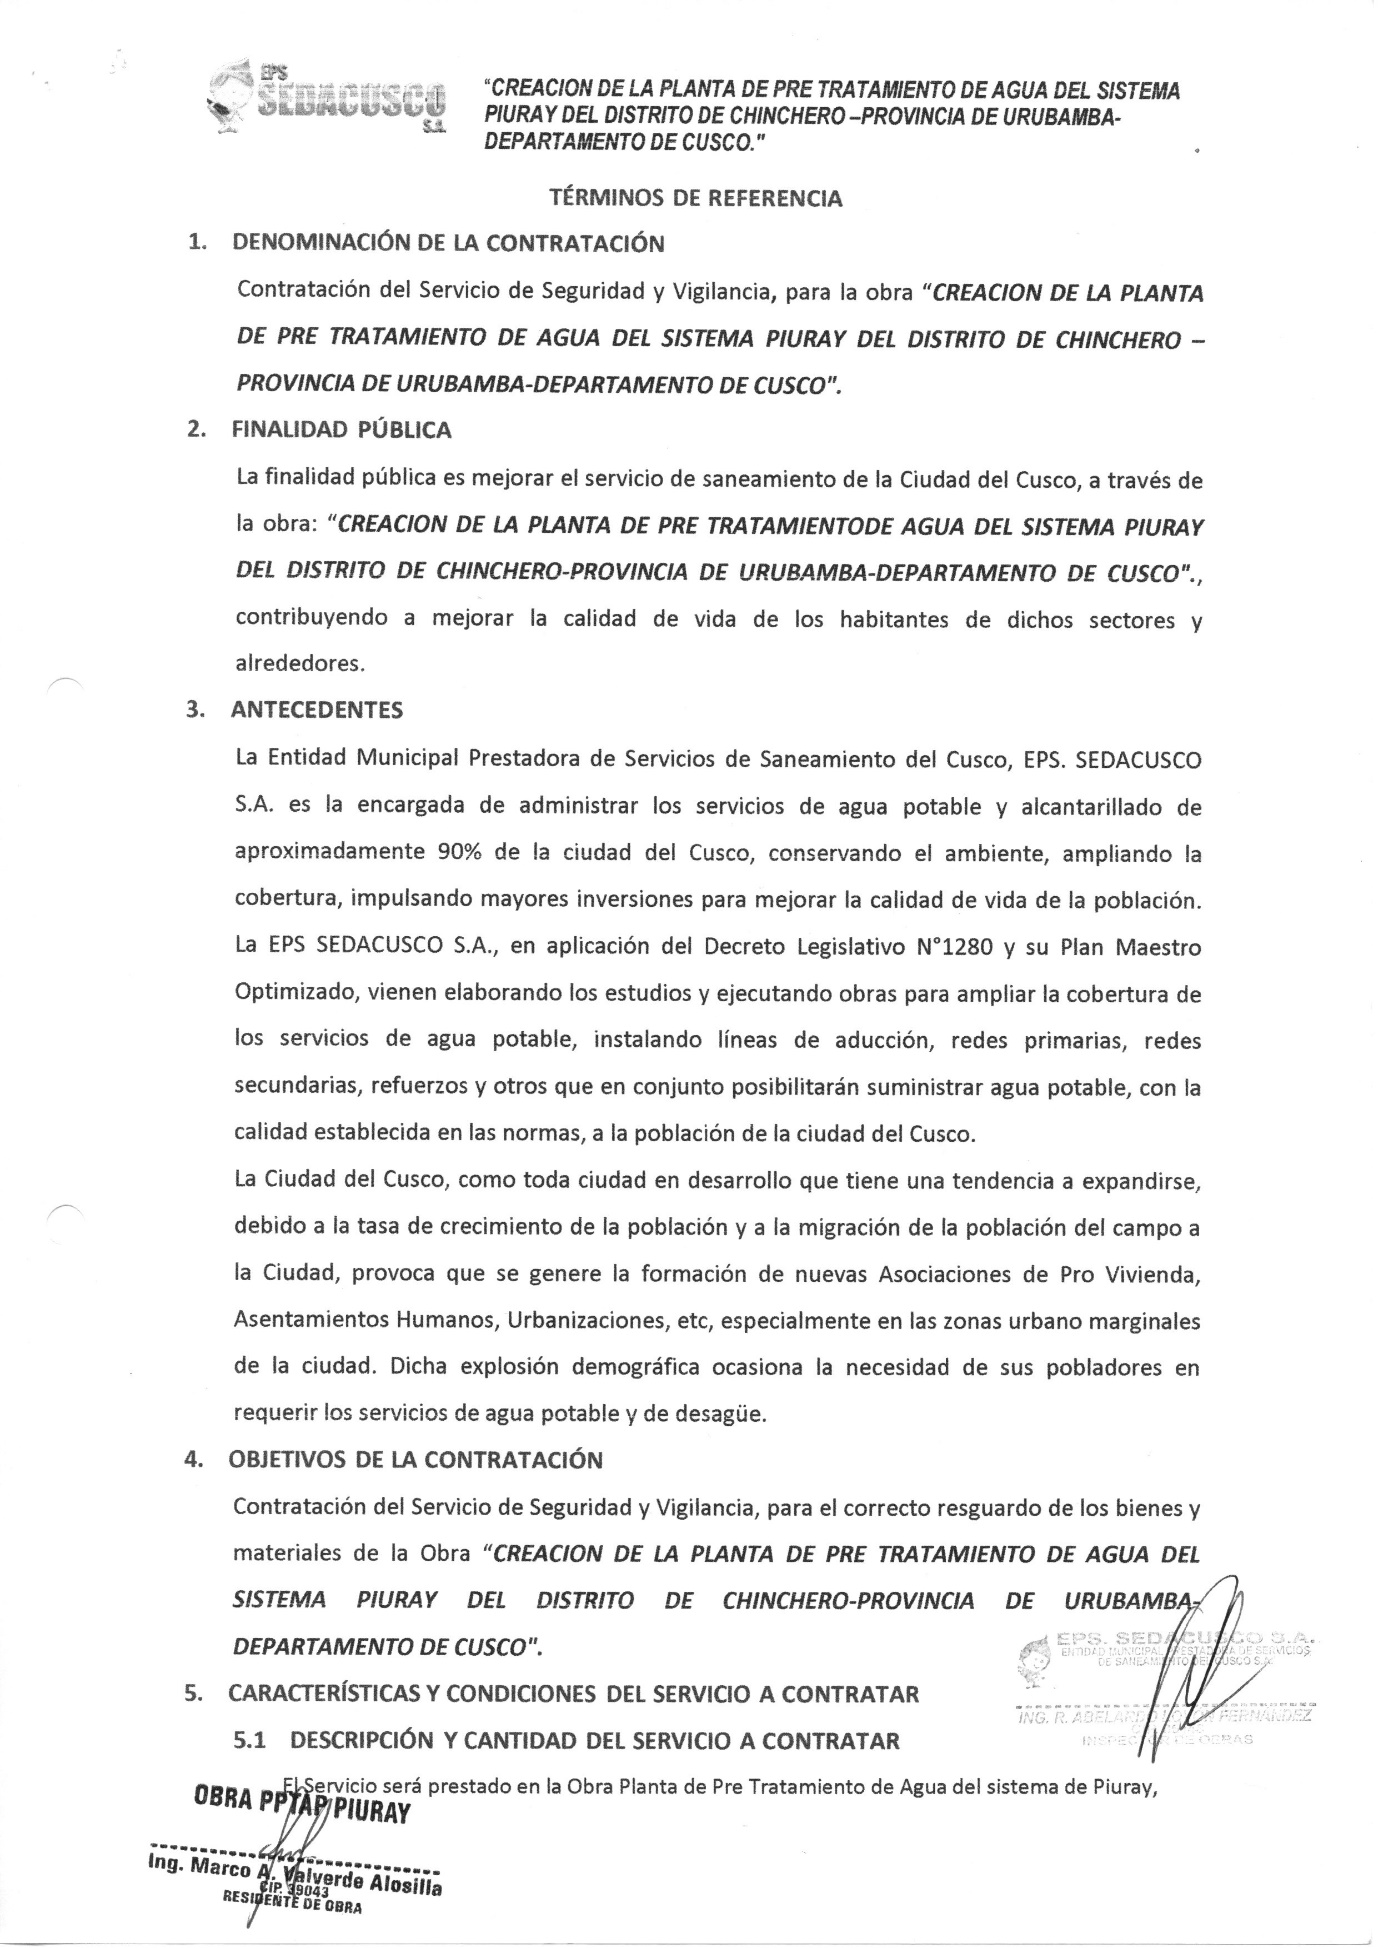 EPS
SEDACUSCO
S.A.
"CREACION DE LA PLANTA DE PRE TRATAMIENTO DE AGUA DEL SISTEMA
PIURAY DEL DISTRITO DE CHINCHERO –PROVINCIA DE URUBAMBA-
DEPARTAMENTO DE CUSCO."
TÉRMINOS DE REFERENCIA
1. DENOMINACIÓN DE LA CONTRATACIÓN
Contratación del Servicio de Seguridad y Vigilancia, para la obra "CREACION DE LA PLANTA
DE PRE TRATAMIENTO DE AGUA DEL SISTEMA PIURAY DEL DISTRITO DE CHINCHERO –
PROVINCIA DE URUBAMBA-DEPARTAMENTO DE CUSCO".
2. FINALIDAD PÚBLICA
La finalidad pública es mejorar el servicio de saneamiento de la Ciudad del Cusco, a través de
la obra: "CREACION DE LA PLANTA DE PRE TRATAMIENTODE AGUA DEL SISTEMA PIURAY
DEL DISTRITO DE CHINCHERO-PROVINCIA DE URUBAMBA-DEPARTAMENTO DE CUSCO".,
contribuyendo a mejorar la calidad de vida de los habitantes de dichos sectores y
alrededores.
3. ANTECEDENTES
La Entidad Municipal Prestadora de Servicios de Saneamiento del Cusco, EPS. SEDACUSCO
S.A. es la encargada de administrar los servicios de agua potable y alcantarillado de
aproximadamente 90% de la ciudad del Cusco, conservando el ambiente, ampliando la
cobertura, impulsando mayores inversiones para mejorar la calidad de vida de la población.
La EPS SEDACUSCO S.A., en aplicación del Decreto Legislativo N°1280 y su Plan Maestro
Optimizado, vienen elaborando los estudios y ejecutando obras para ampliar la cobertura de
los servicios de agua potable, instalando líneas de aducción, redes primarias, redes
secundarias, refuerzos y otros que en conjunto posibilitarán suministrar agua potable, con la
calidad establecida en las normas, a la población de la ciudad del Cusco.
La Ciudad del Cusco, como toda ciudad en desarrollo que tiene una tendencia a expandirse,
debido a la tasa de crecimiento de la población y a la migración de la población del campo a
la Ciudad, provoca que se genere la formación de nuevas Asociaciones de Pro Vivienda,
Asentamientos Humanos, Urbanizaciones, etc, especialmente en las zonas urbano marginales
de la ciudad. Dicha explosión demográfica ocasiona la necesidad de sus pobladores en
requerir los servicios de agua potable y de desagüe.
4. OBJETIVOS DE LA CONTRATACIÓN
Contratación del Servicio de Seguridad y Vigilancia, para el correcto resguardo de los bienes y
materiales de la Obra "CREACION DE LA PLANTA DE PRE TRATAMIENTO DE AGUA DEL
SISTEMA PIURAY DEL DISTRITO DE CHINCHERO-PROVINCIA DE URUBAMBA-
DEPARTAMENTO DE CUSCO".
EPS. SEDACUSCO S.A.
ENTIDAD MUNICIPAL PRESTADORA DE SERVICIOS
DE SANEAMIENTO DEL CUSCO S.A.
ING. R. FERNANDEZ
INSPECTOR DE OBRAS
5. CARACTERÍSTICAS Y CONDICIONES DEL SERVICIO A CONTRATAR
5.1 DESCRIPCIÓN Y CANTIDAD DEL SERVICIO A CONTRATAR
El Servicio será prestado en la Obra Planta de Pre Tratamiento de Agua del sistema de Piuray,
OBRA PPTAP PIURAY
Ing. Marco A. Valverde Alosilla
CIP. 39043
RESIDENTE DE OBRA